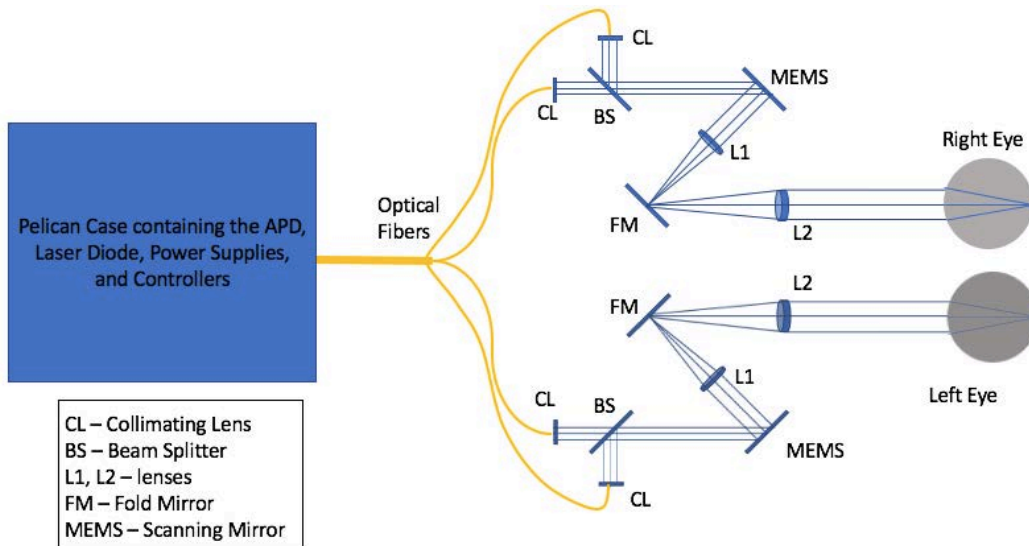 CL
MEMS
CL
BS
Right Eye
L1
Optical
Fibers
FM
L2
Pelican Case containing the APD,
Laser Diode, Power Supplies,
and Controllers
L2
FM
L1
Left Eye
CL
BS
MEMS
CL
CL – Collimating Lens
BS – Beam Splitter
L1, L2 – lenses
FM – Fold Mirror
MEMS – Scanning Mirror